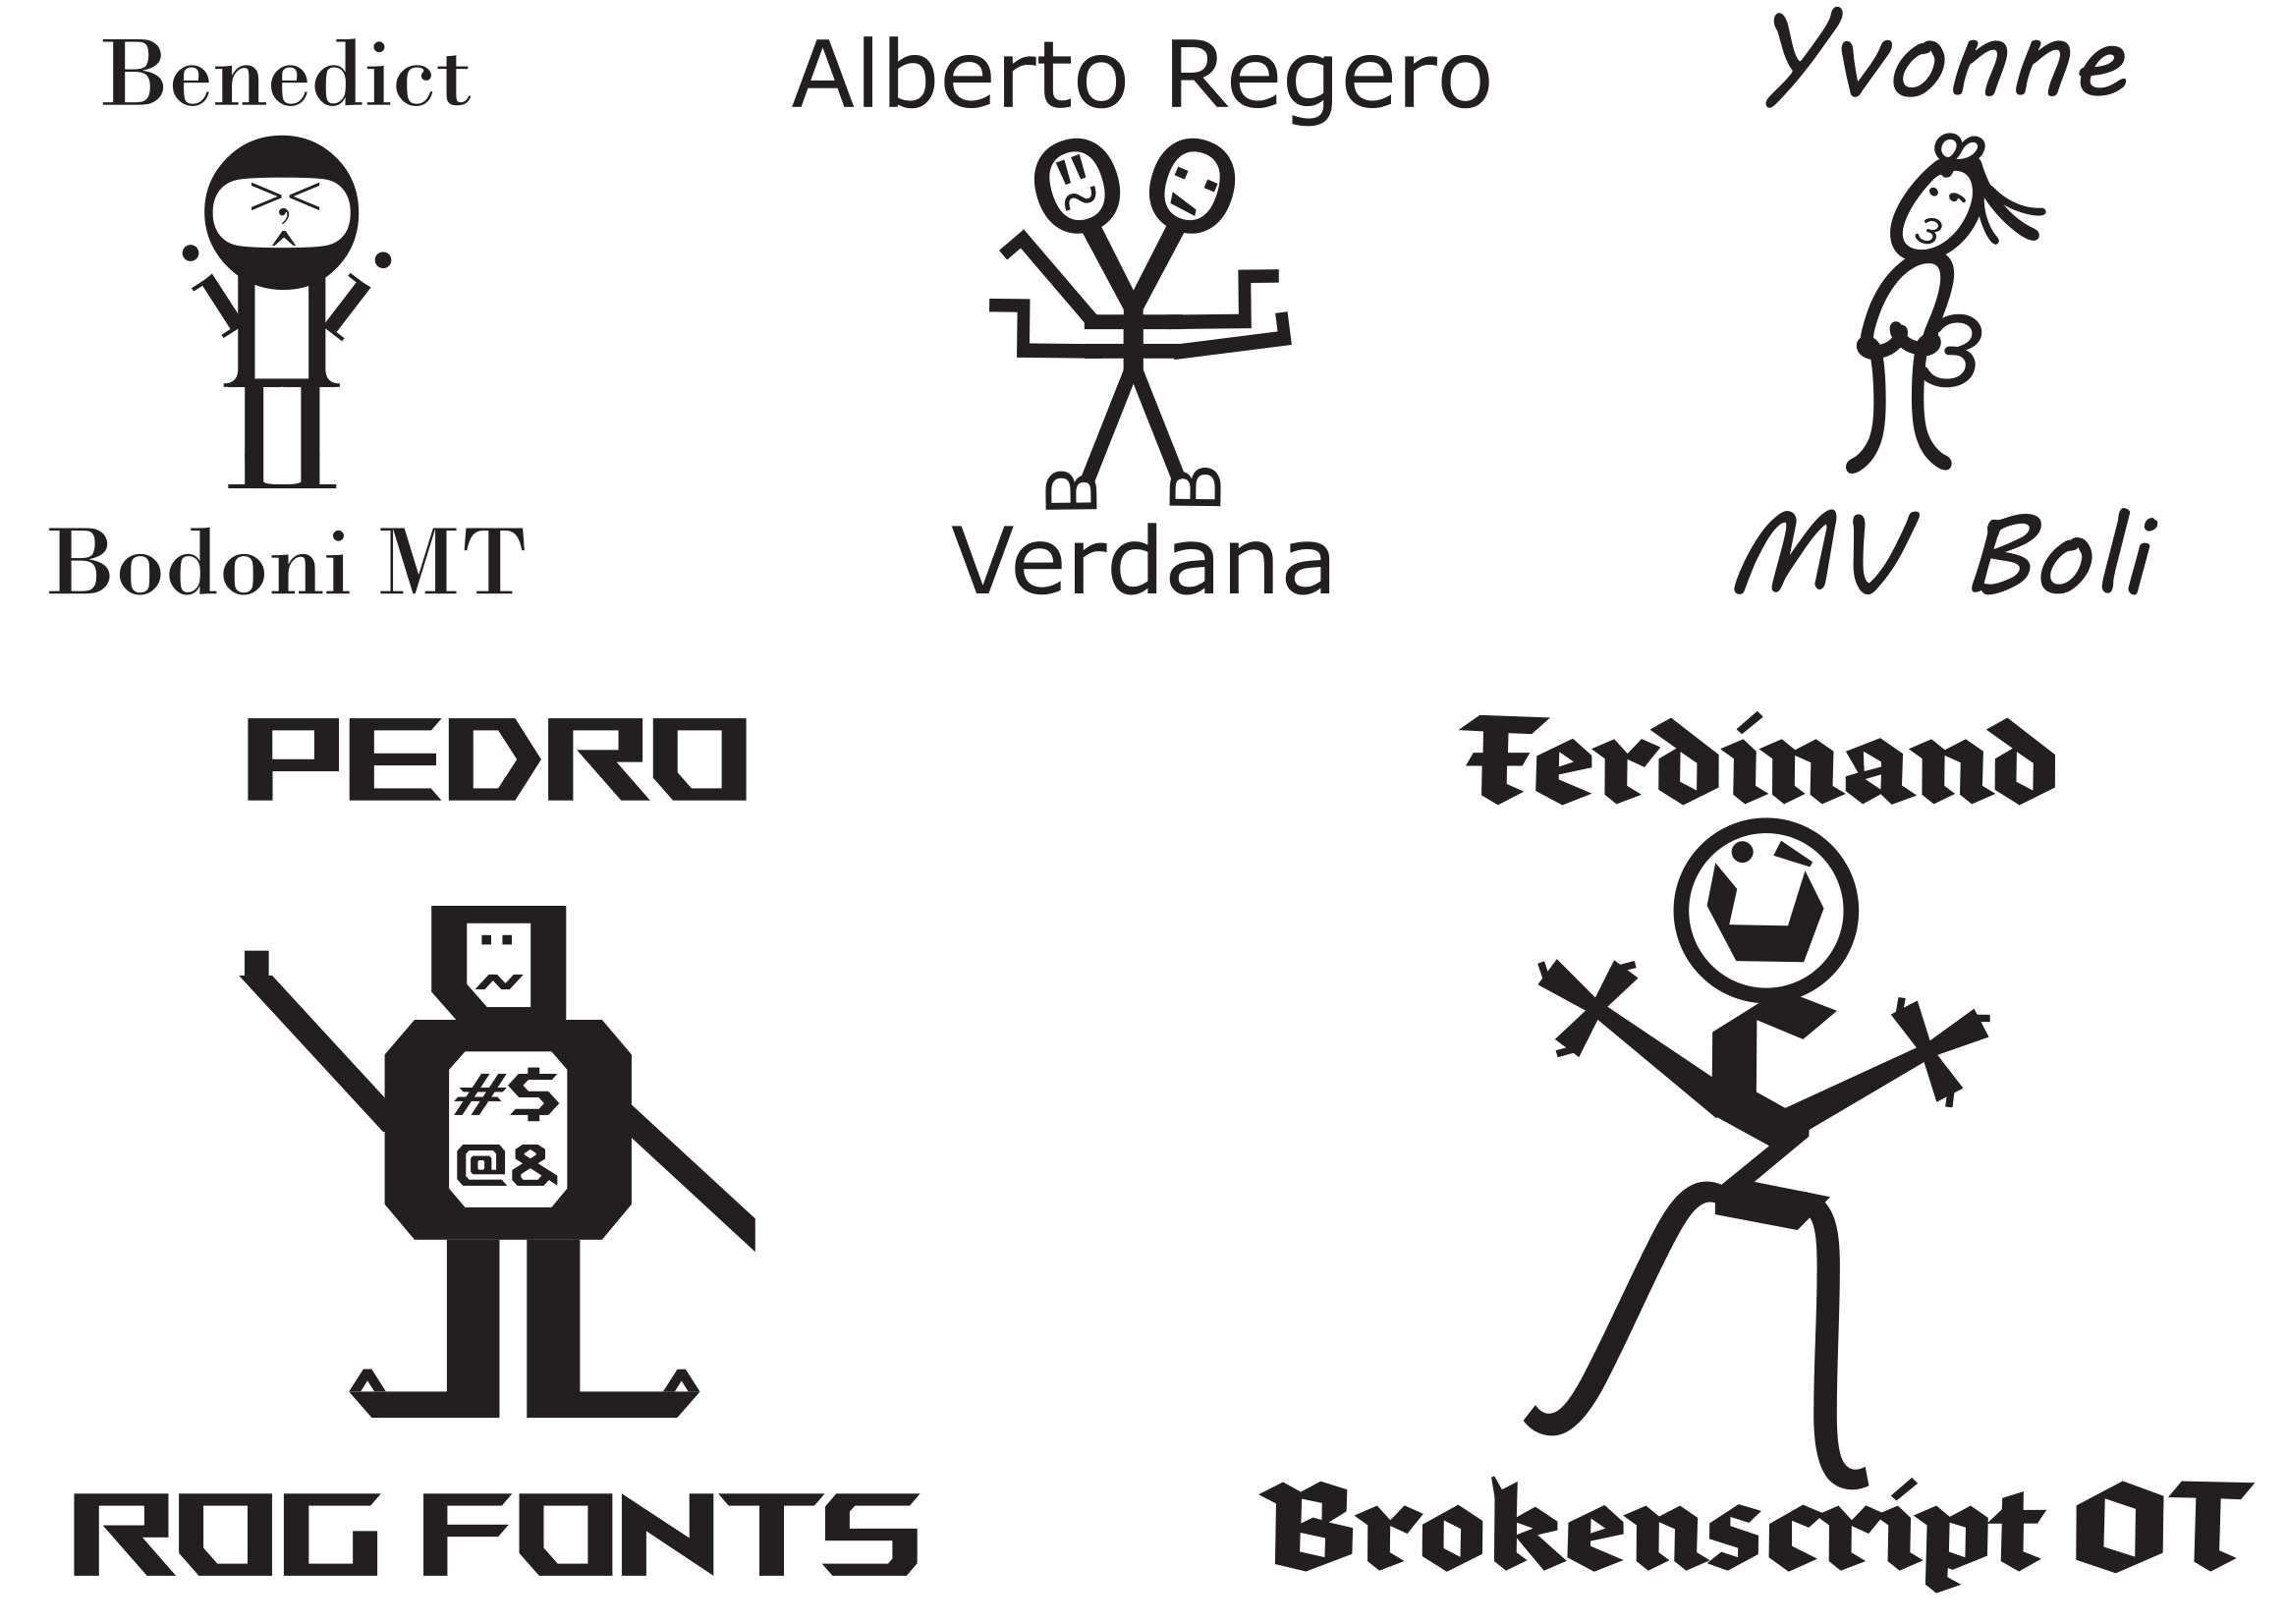 Benedict
Alberto Regero
Yvonne
Bodoni MT
Verdana
MV Boli
PEDRO
Ferdinand
#$
@&
ROG FONTS
Brokenscript OT